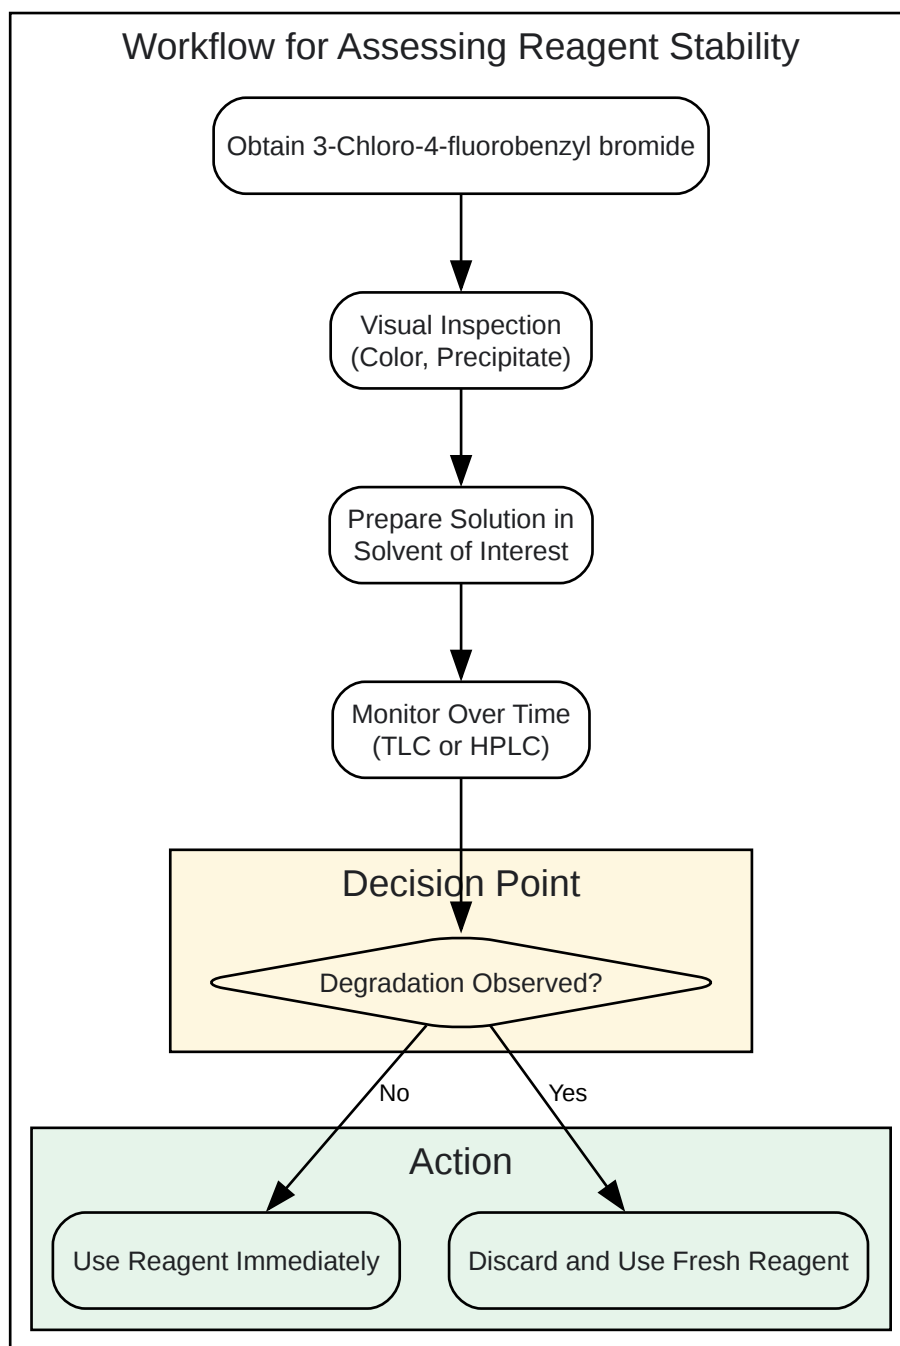 Workflow for Assessing Reagent Stability
Obtain 3-Chloro-4-fluorobenzyl bromide
Visual Inspection
(Color, Precipitate)
Prepare Solution in
Solvent of Interest
Monitor Over Time
(TLC or HPLC)
Decision Point
Degradation Observed?
No
Yes
Action
Use Reagent Immediately
Discard and Use Fresh Reagent